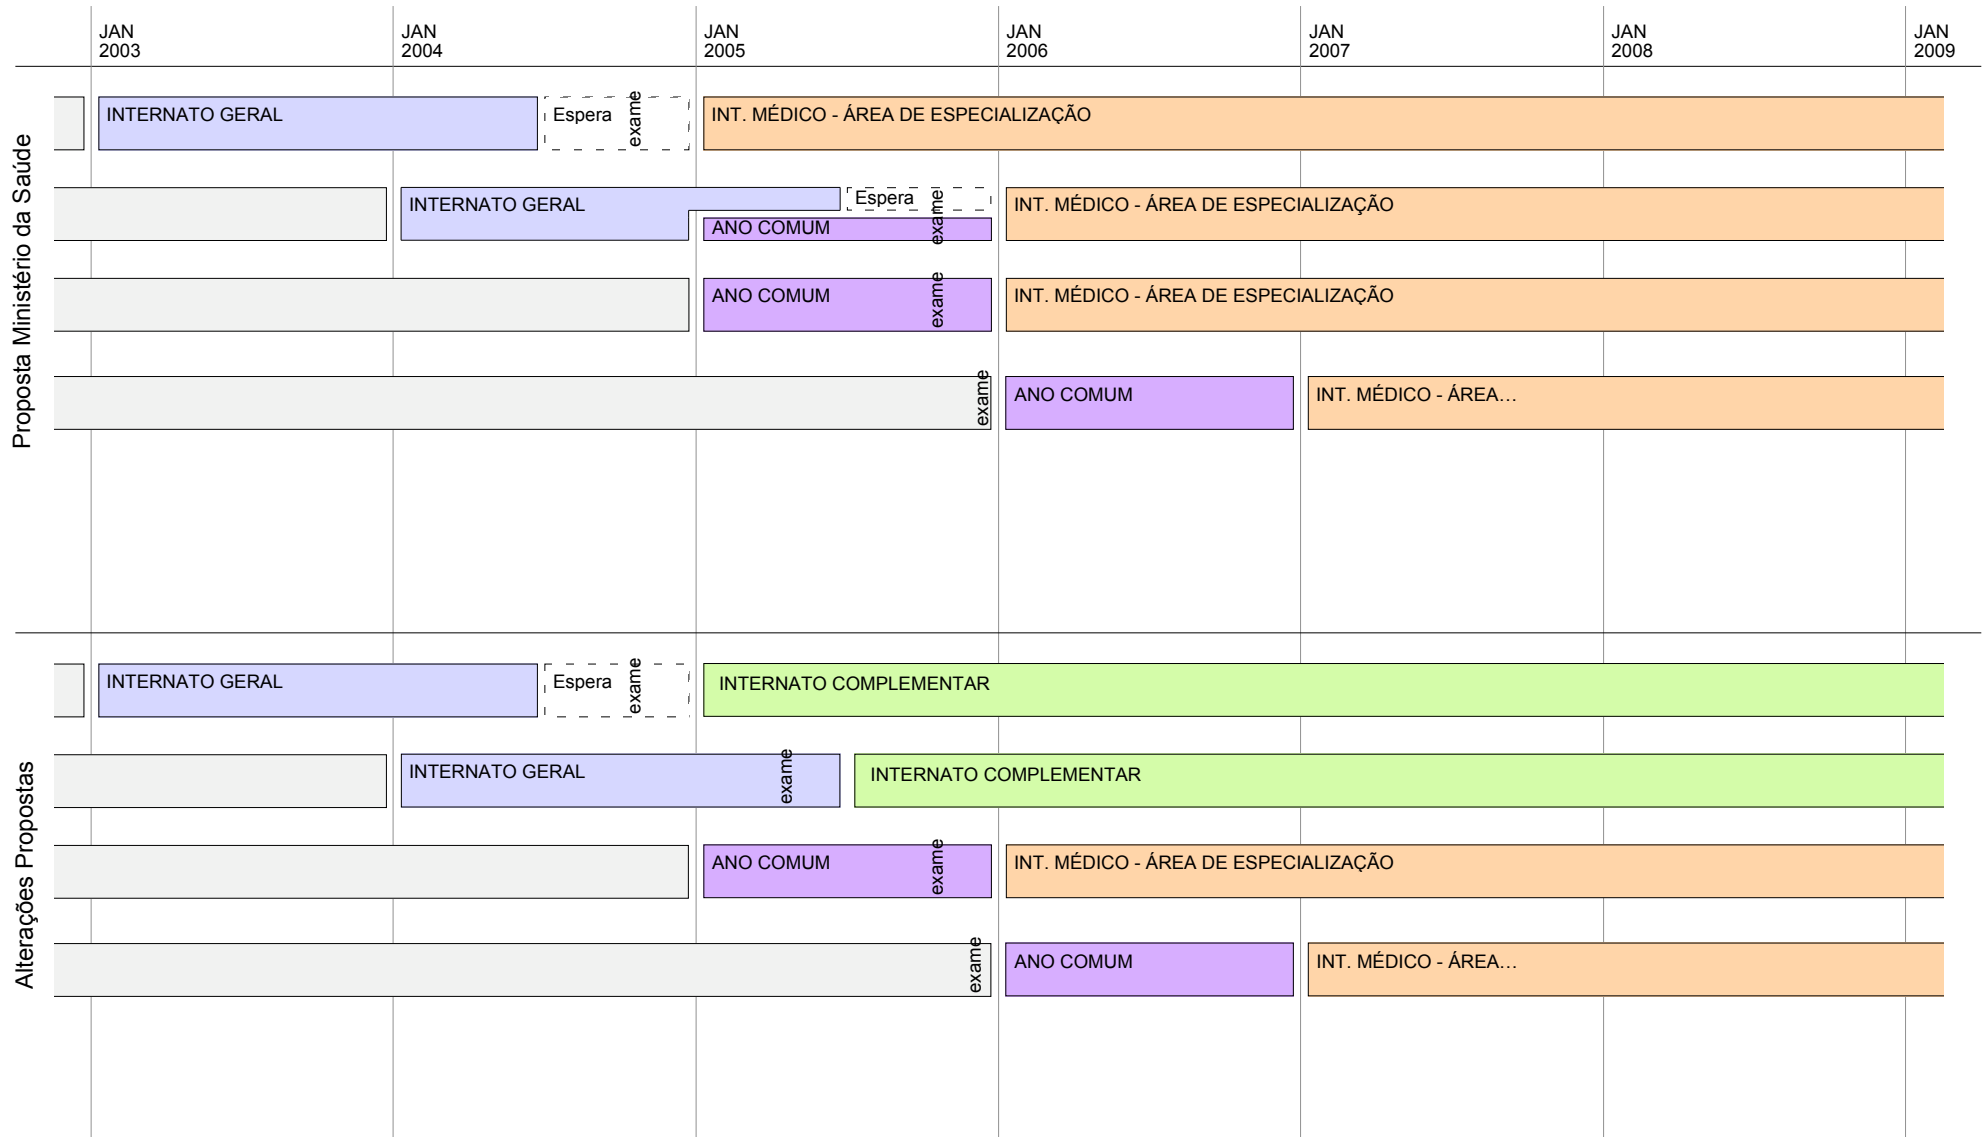 JAN
2003
JAN
2004
JAN
2005
JAN
2006
JAN
2007
JAN
2008
JAN
2009
Proposta Ministério da Saúde
INTERNATO GERAL
Espera
exame
INT. MÉDICO - ÁREA DE ESPECIALIZAÇÃO
INTERNATO GERAL
Espera
ANO COMUM
exame
INT. MÉDICO - ÁREA DE ESPECIALIZAÇÃO
ANO COMUM
exame
INT. MÉDICO - ÁREA DE ESPECIALIZAÇÃO
exame
ANO COMUM
INT. MÉDICO - ÁREA…
Alterações Propostas
INTERNATO GERAL
Espera
exame
INTERNATO COMPLEMENTAR
INTERNATO GERAL
exame
INTERNATO COMPLEMENTAR
ANO COMUM
exame
INT. MÉDICO - ÁREA DE ESPECIALIZAÇÃO
exame
ANO COMUM
INT. MÉDICO - ÁREA…